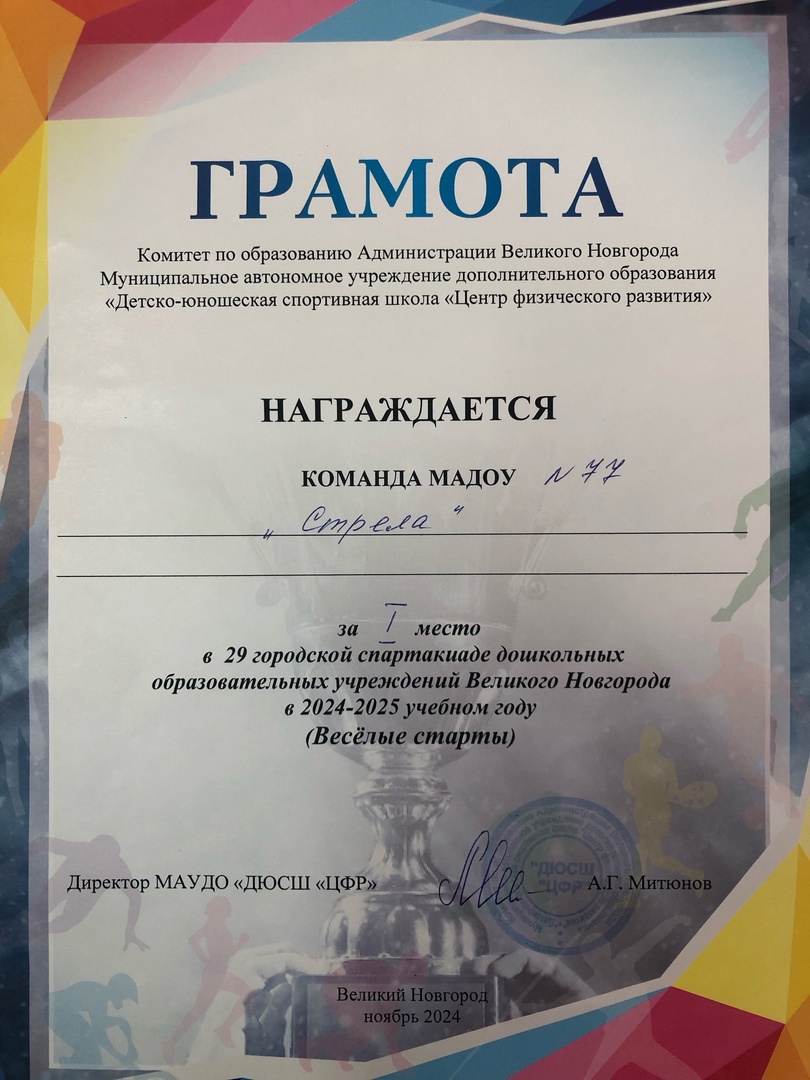 ГРАМОТА
Комитет по образованию Администрации Великого Новгорода
Муниципальное автономное учреждение дополнительного образования
«Детско-юношеская спортивная школа «Центр физического развития»
НАГРАЖДАЕТСЯ
КОМАНДА МАДОУ N 77
„ Стрела "
за I место
в 29 городской спартакиаде дошкольных
образовательных учреждений Великого Новгорода
в 2024-2025 учебном году
(Весёлые старты)
Директор МАУДО «ДЮСШ «ЦФР» А.Г. Митюнов
"ДЮСШ
"ЦФР"
Великий Новгород
ноябрь 2024